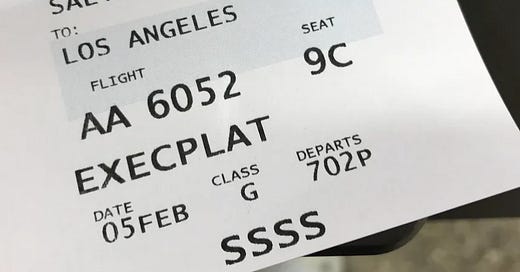 TO:
LOS ANGELES
FLIGHT SEAT
AA 6052 9C
EXECPLAT
DATE CLASS DEPARTS
05FEB G 702P
SSSS